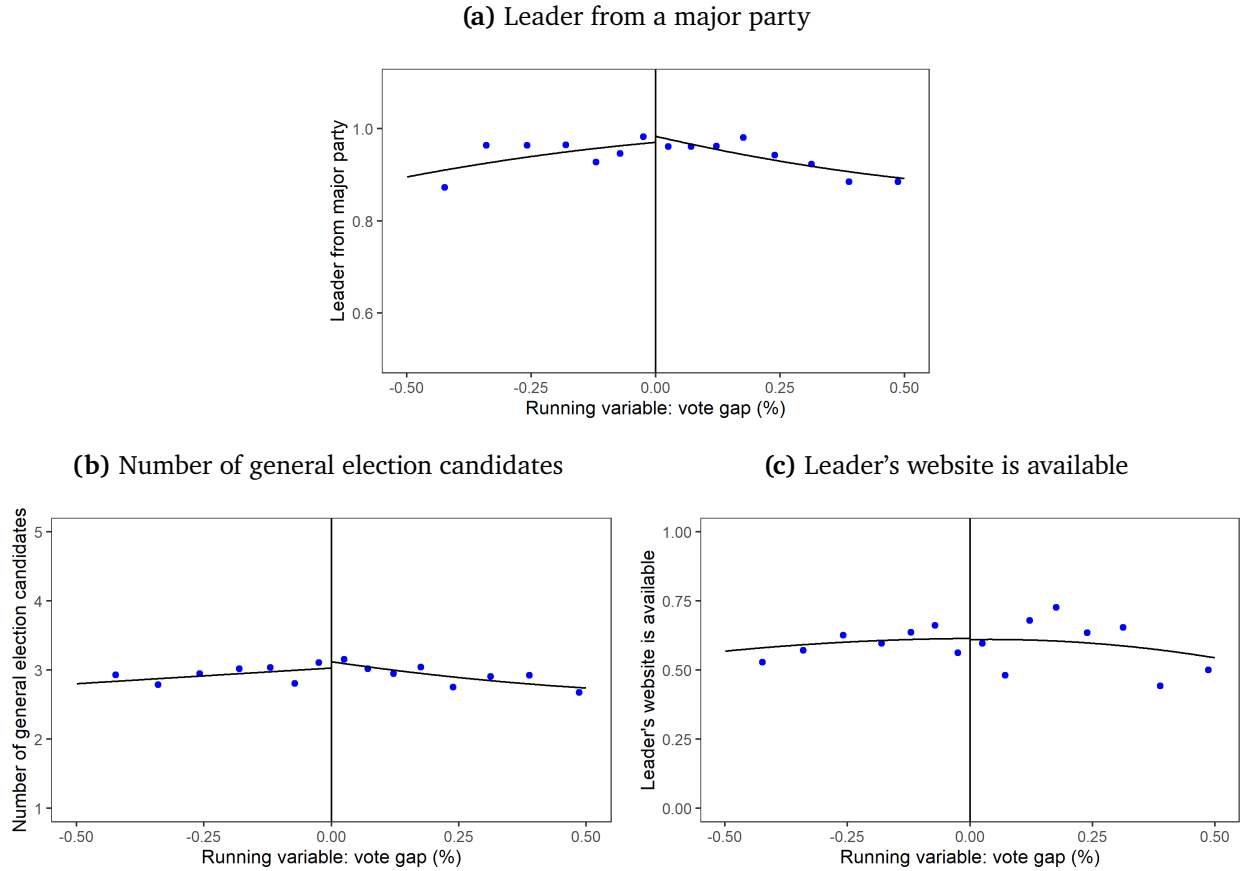 (a) Leader from a major party
Leader from major party
1.0
0.8
0.6
-0.50 -0.25 0.00 0.25 0.50
Running variable: vote gap (%)
(b) Number of general election candidates
Number of general election candidates
5
4
3
2
1
-0.50 -0.25 0.00 0.25 0.50
Running variable: vote gap (%)
(c) Leader’s website is available
Leader's website is available
1.00
0.75
0.50
0.25
0.00
-0.50 -0.25 0.00 0.25 0.50
Running variable: vote gap (%)